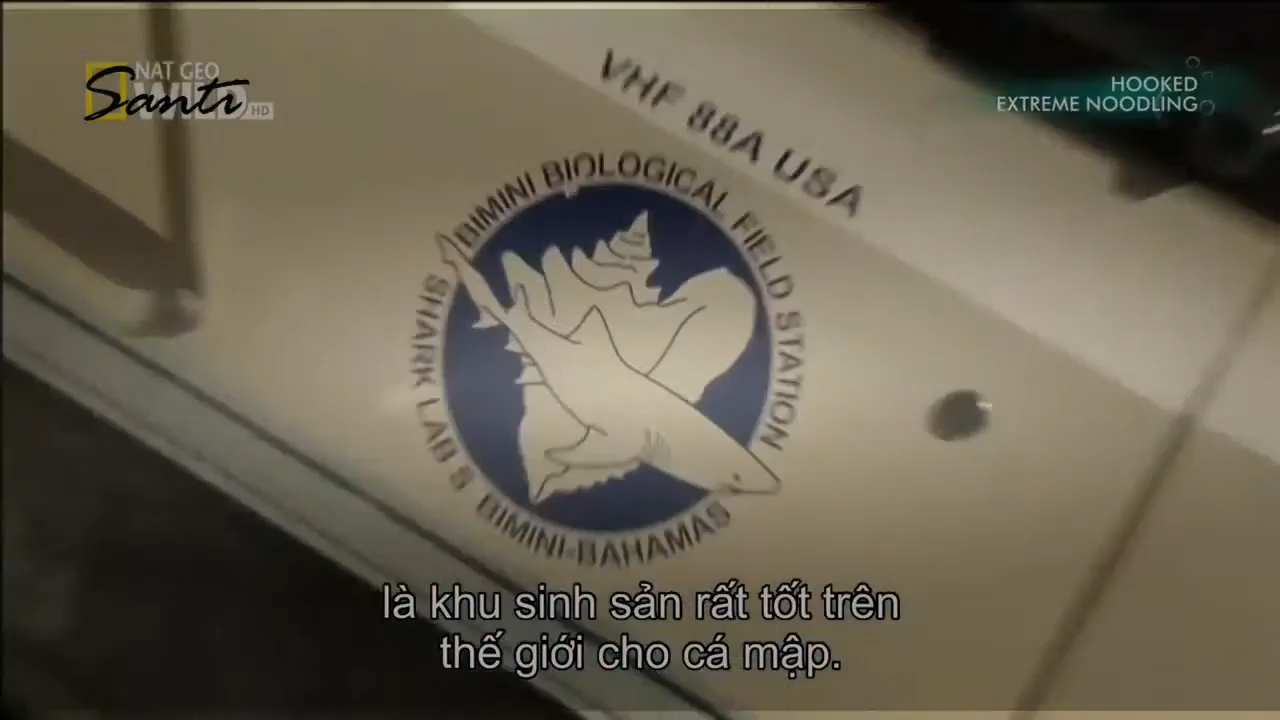 NAT GEO
WILD HD
Santi
HOOKED
EXTREME NOODLING
VHF 88A USA
BIMINI BIOLOGICAL FIELD STATION
SHARK LAB S BIMINI-BAHAMAS
là khu sinh sản rất tốt trên
thế giới cho cá mập.